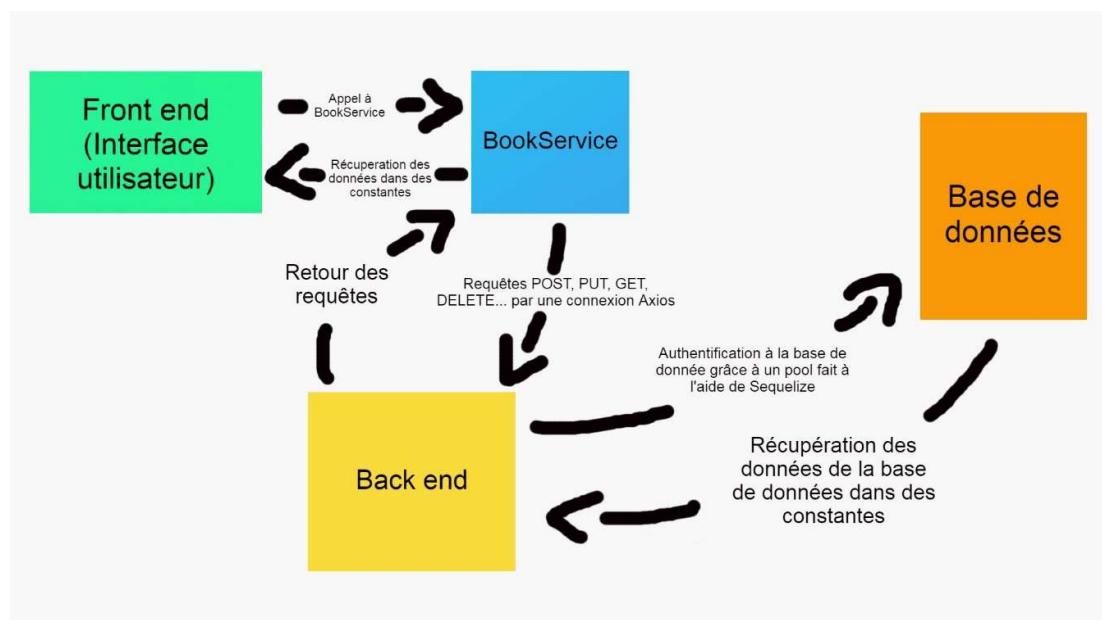 Front end
(Interface
utilisateur)
Appel à
BookService
Récuperation des
données dans des
constantes
BookService
Base de
données
Retour des
requêtes
Requêtes POST, PUT, GET,
DELETE... par une connexion Axios
Authentification à la base de
donnée grâce à un pool fait à
l'aide de Sequelize
Back end
Récupération des
données de la base
de données dans des
constantes